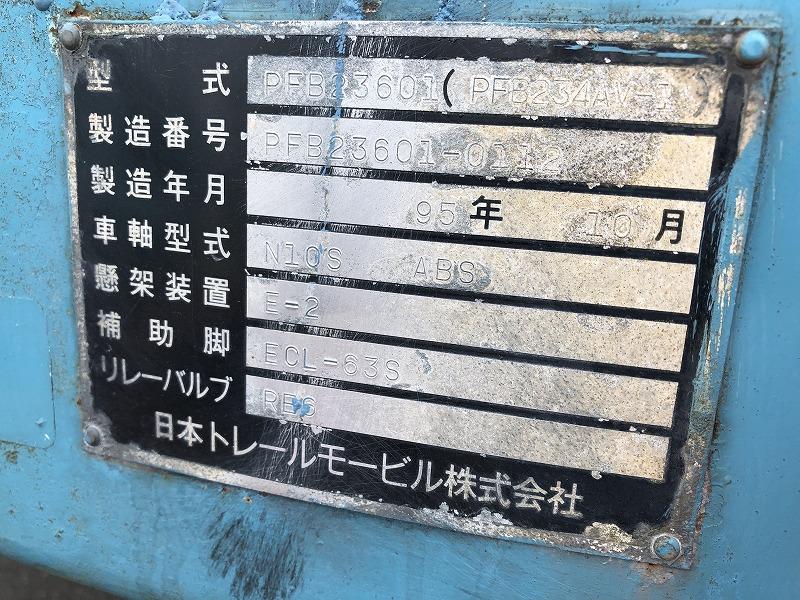 型式 PFB23601(PFB234AV-I)
製造番号 PFB23601-0112
製造年月 95年 10月
車軸型式 N10S ABS
懸架装置 E-2
補助脚 ECL-63S
リレーバルブ RE6
日本トレールモービル株式会社